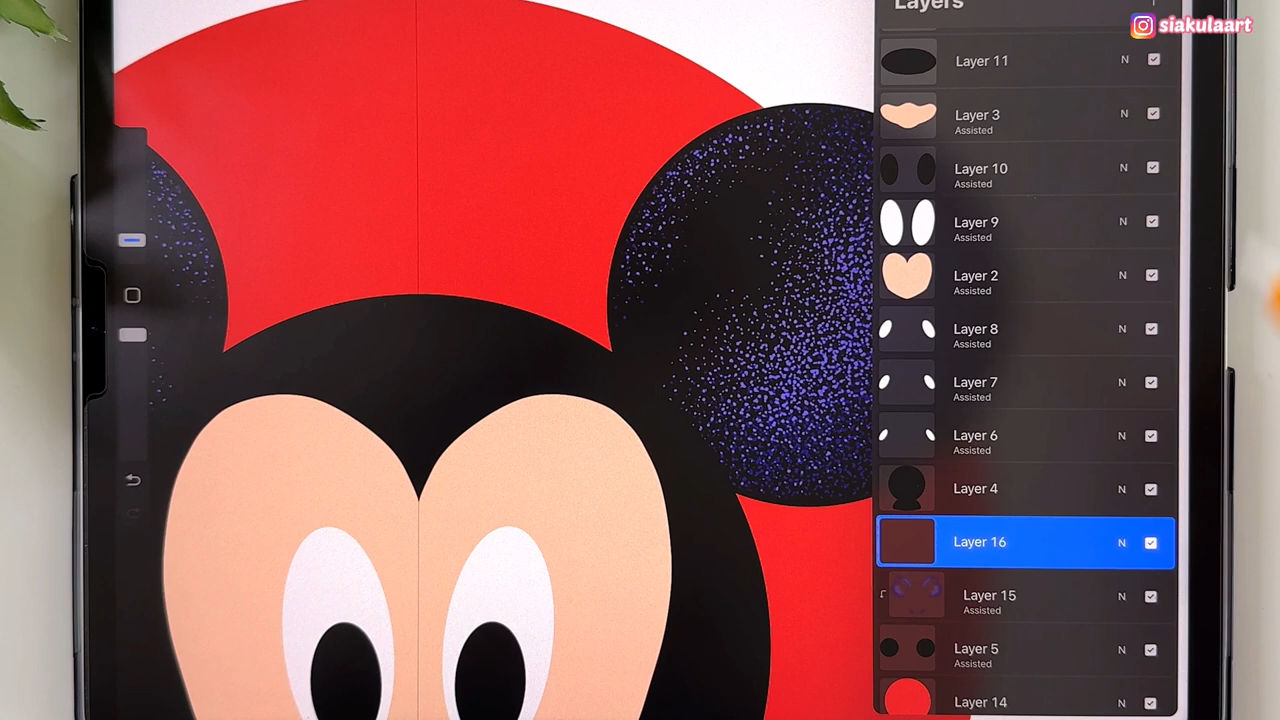 Layers
siakulaart
Layer 11
N
Layer 3
N
Assisted
Layer 10
N
Assisted
Layer 9
N
Assisted
Layer 2
N
Assisted
Layer 8
N
Assisted
Layer 7
N
Assisted
Layer 6
N
Assisted
Layer 4
N
Layer 16
N
Layer 15
N
Assisted
Layer 5
N
Assisted
Layer 14
N